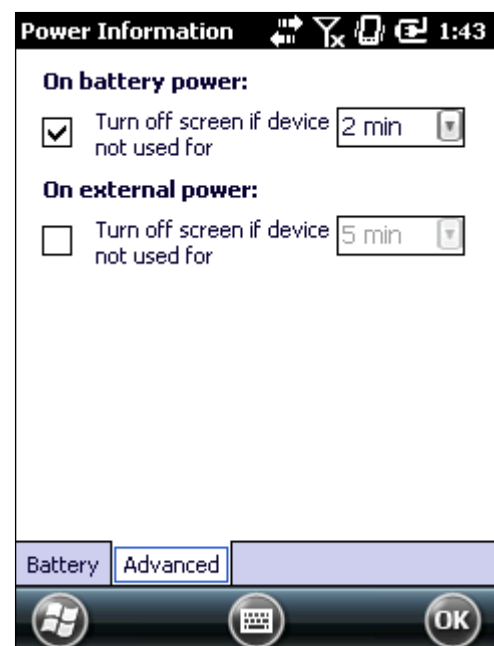 Power Information 1:43
On battery power:
Turn off screen if device 2 min
not used for
On external power:
Turn off screen if device 5 min
not used for
Battery Advanced
OK